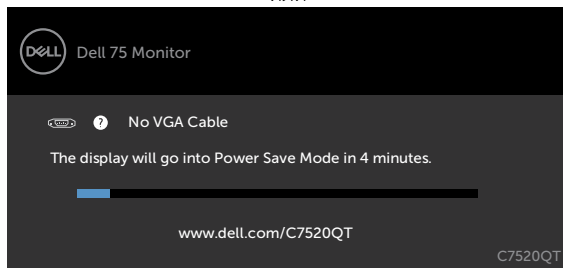 DELL Dell 75 Monitor
? No VGA Cable
The display will go into Power Save Mode in 4 minutes.
www.dell.com/C7520QT
C7520QT